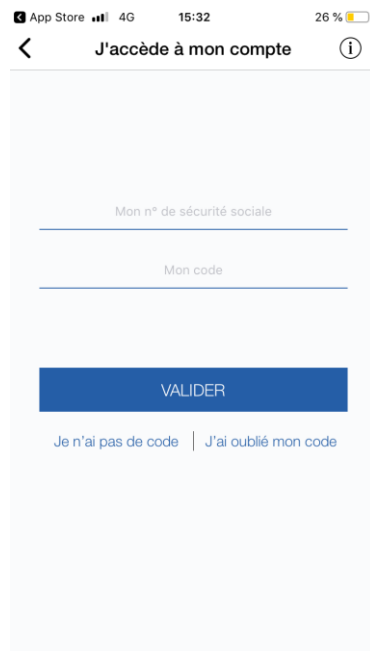 App Store 4G 15:32 26 %
J'accède à mon compte i
Mon n° de sécurité sociale
Mon code
VALIDER
Je n'ai pas de code | J'ai oublié mon code